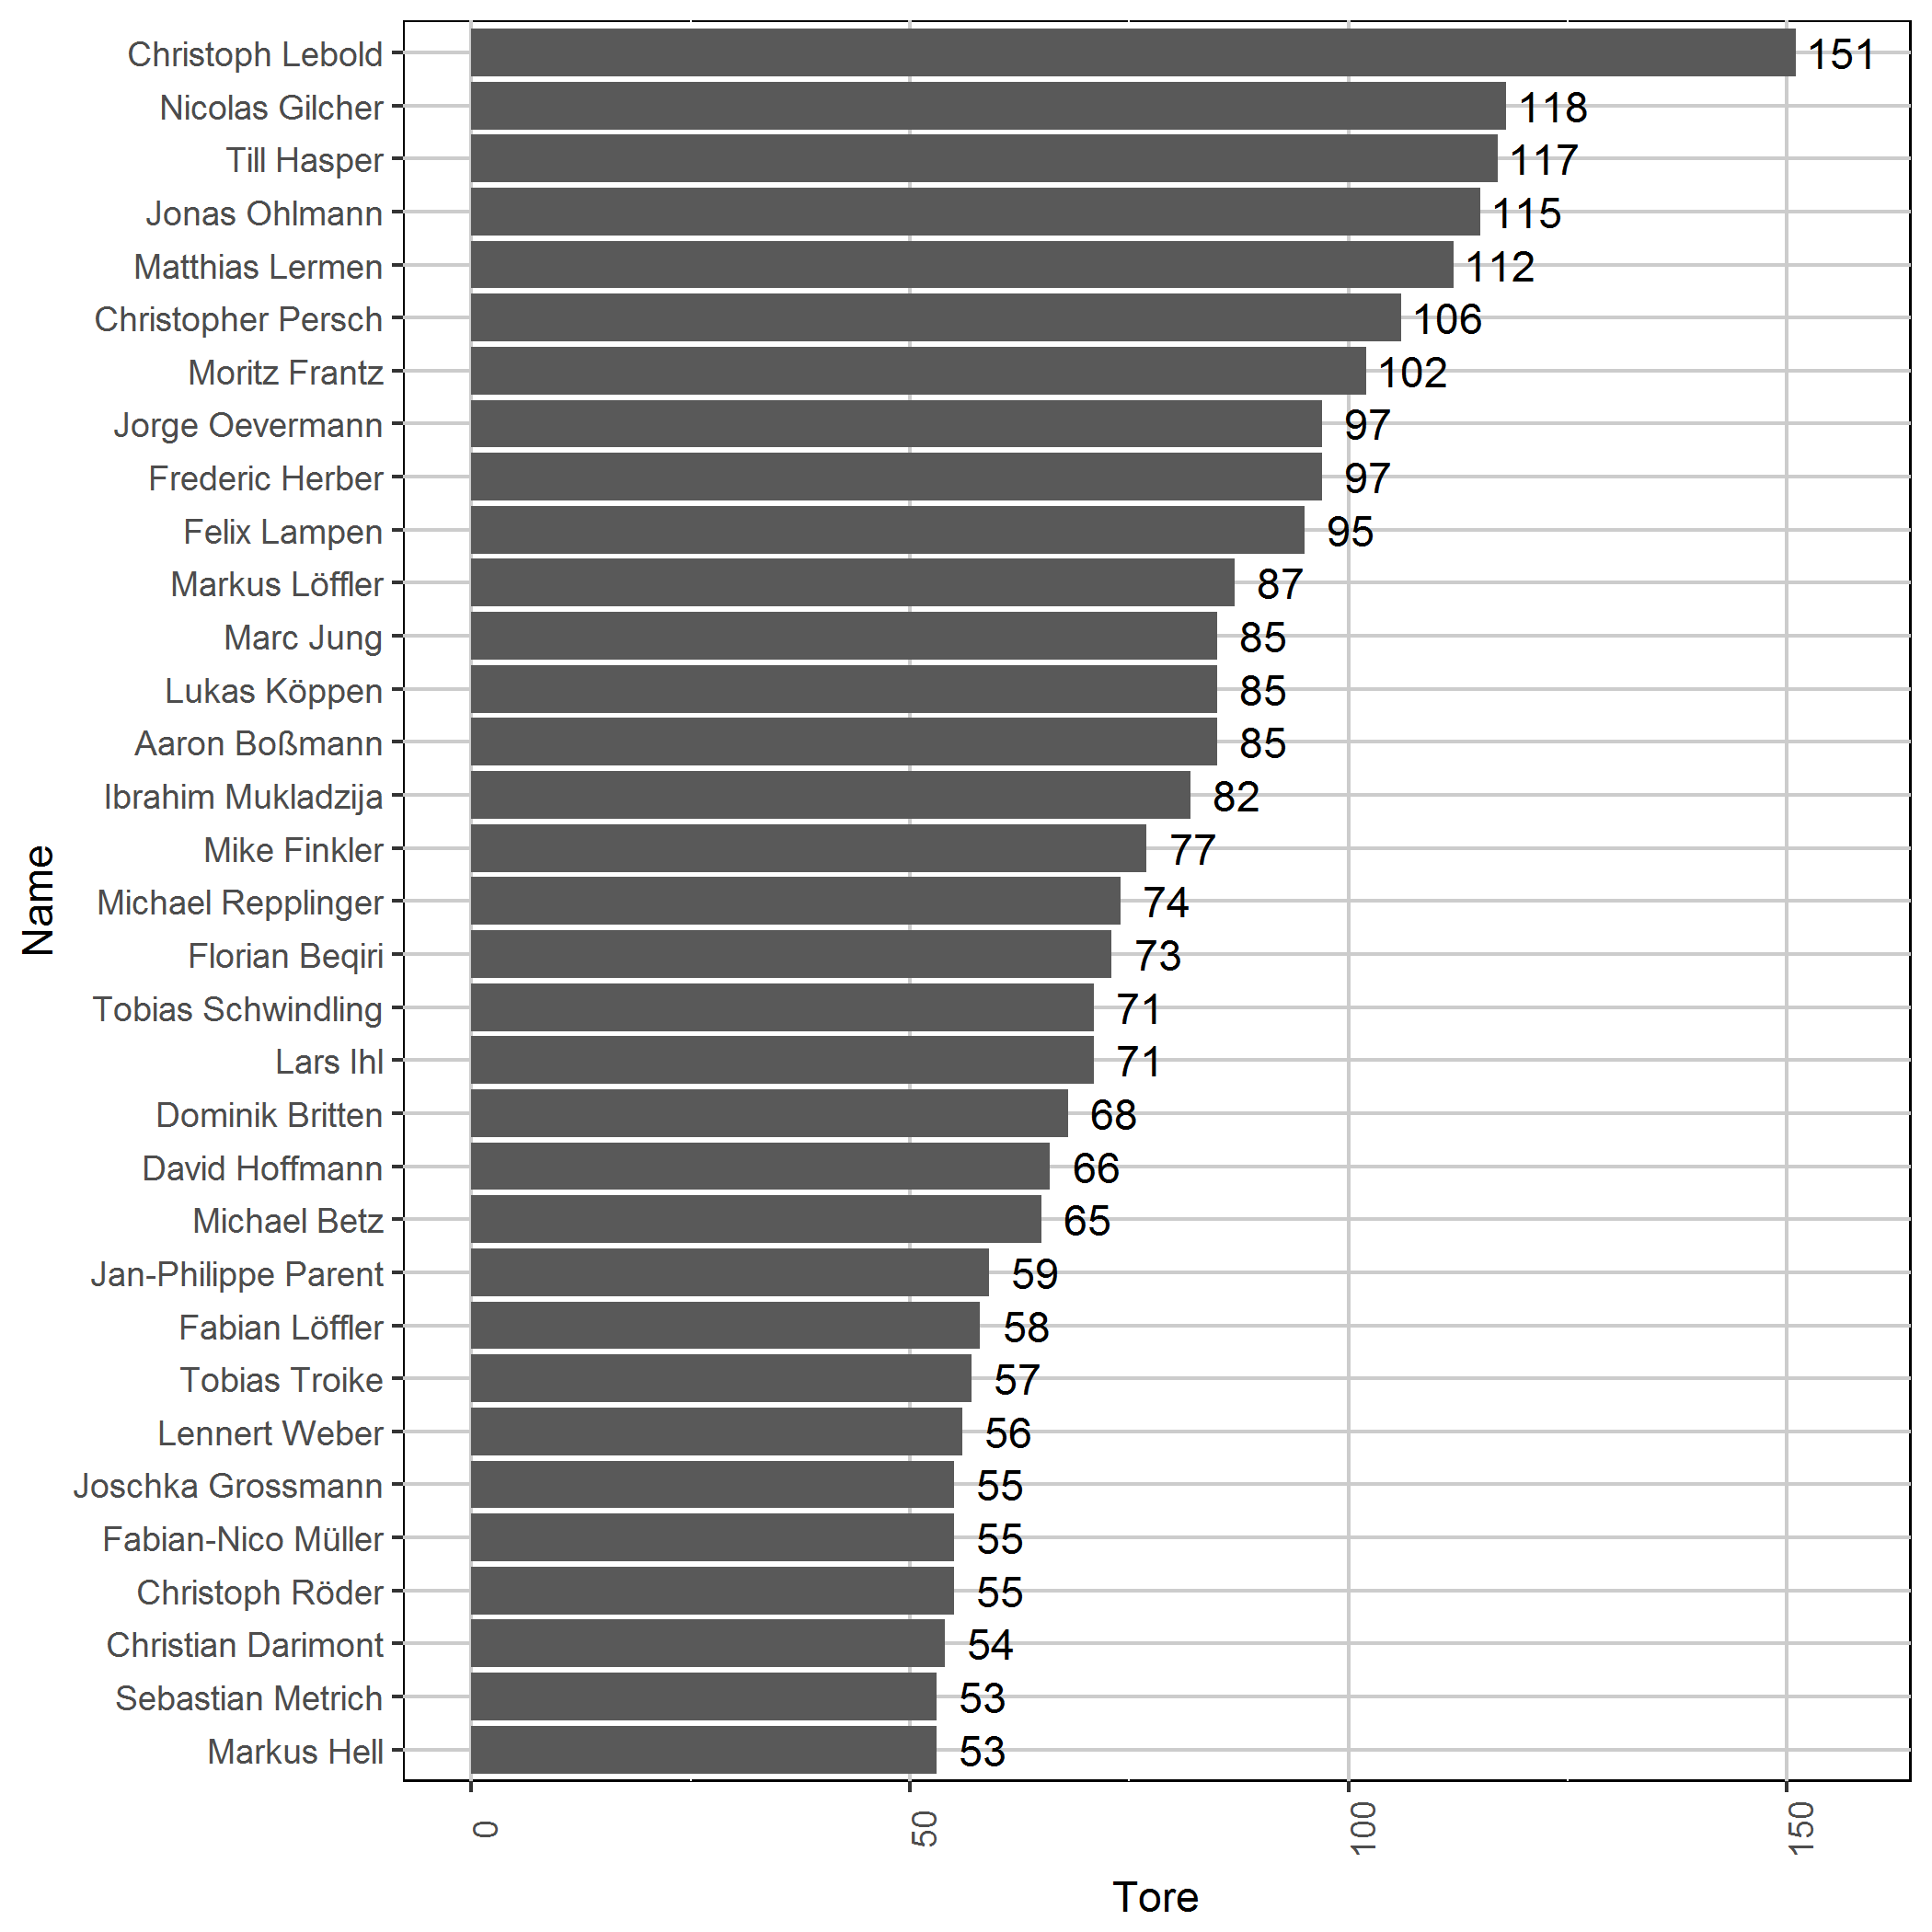 Christoph Lebold 151
Nicolas Gilcher 118
Till Hasper 117
Jonas Ohlmann 115
Matthias Lermen 112
Christopher Persch 106
Moritz Frantz 102
Jorge Oevermann 97
Frederic Herber 97
Felix Lampen 95
Markus Löffler 87
Marc Jung 85
Lukas Köppen 85
Aaron Boßmann 85
Ibrahim Mukladzija 82
Mike Finkler 77
Michael Repplinger 74
Florian Beqiri 73
Tobias Schwindling 71
Lars Ihl 71
Dominik Britten 68
David Hoffmann 66
Michael Betz 65
Jan-Philippe Parent 59
Fabian Löffler 58
Tobias Troike 57
Lennert Weber 56
Joschka Grossmann 55
Fabian-Nico Müller 55
Christoph Röder 55
Christian Darimont 54
Sebastian Metrich 53
Markus Hell 53
Name
0 50 100 150
Tore